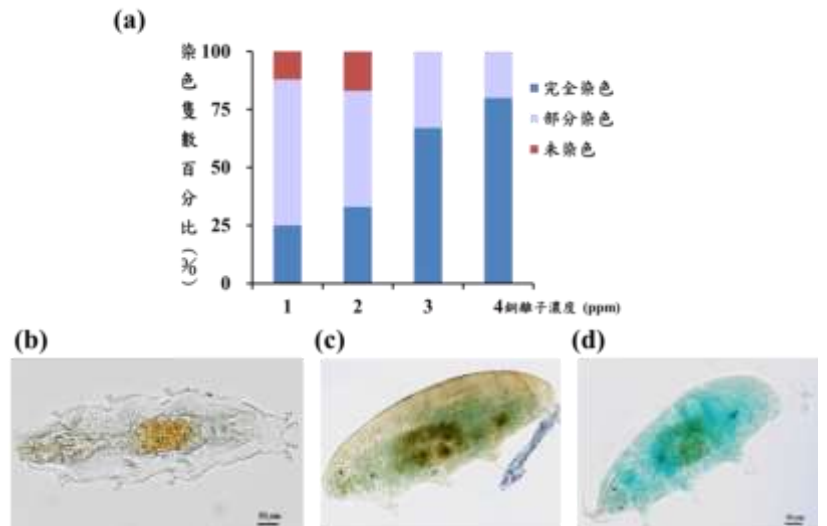 (a)
染色隻數百分比(%)
100
75
50
25
0
1 2 3 4 銅離子濃度 (ppm)
完全染色
部分染色
未染色
(b)
(c)
(d)